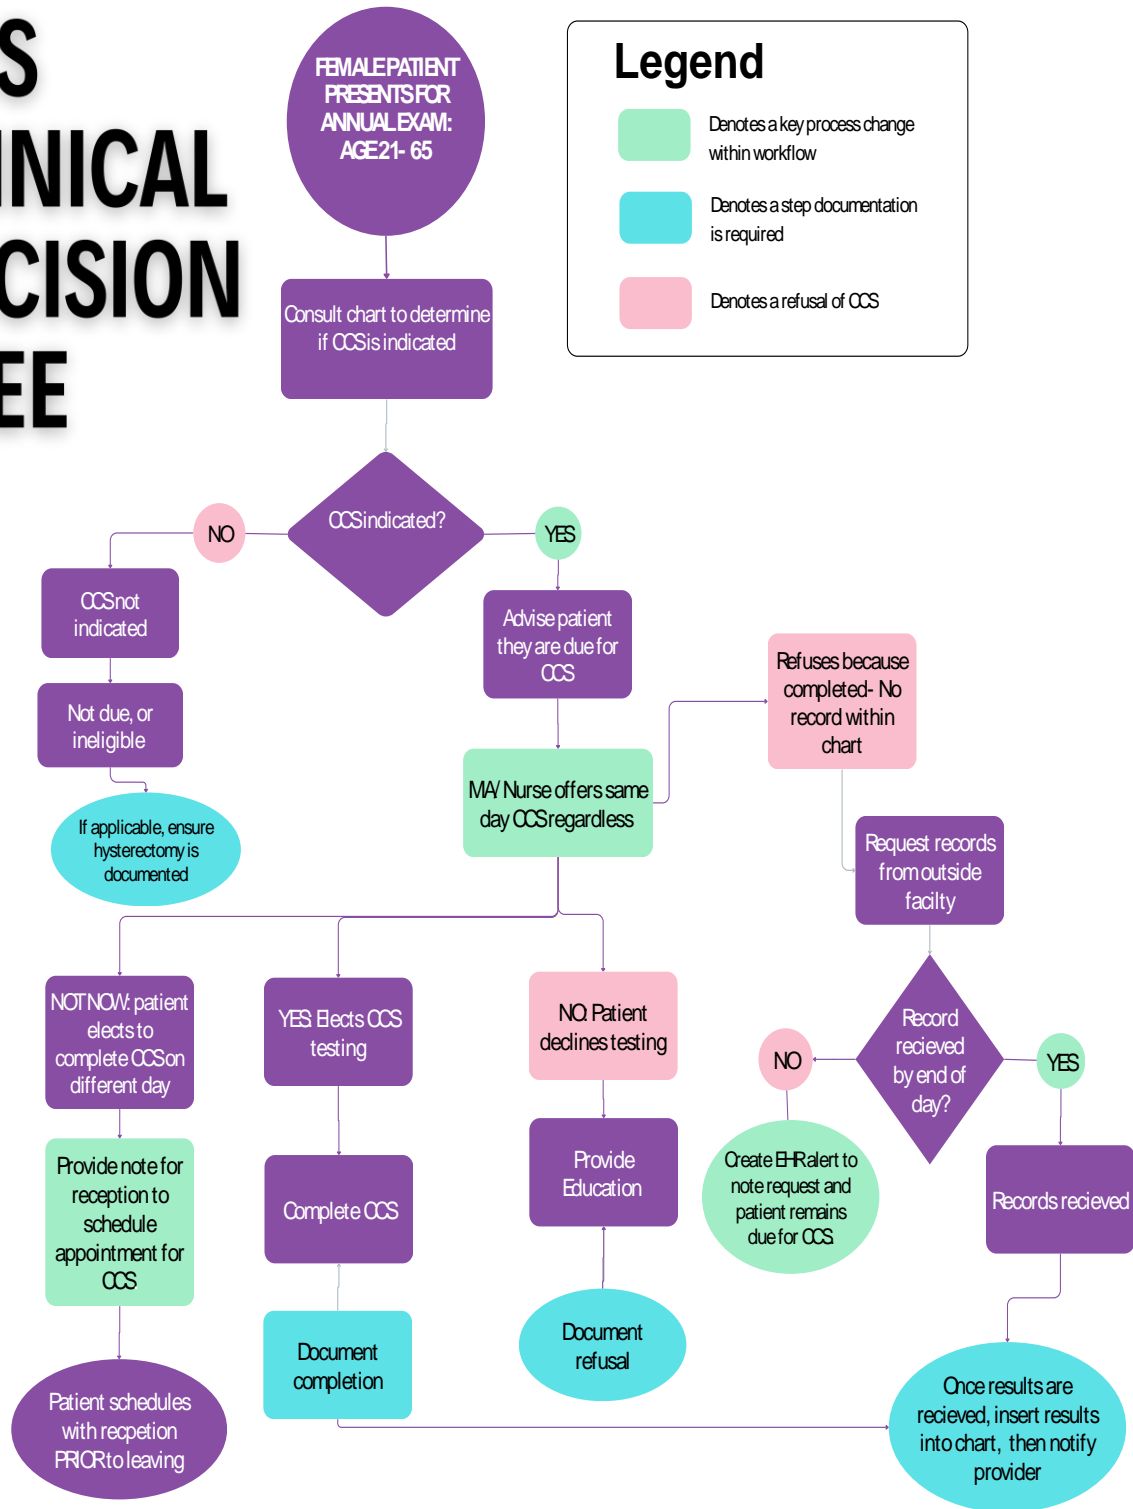 S
INICAL
CISION
EE
FEMALE PATIENT
PRESENTS FOR
ANNUAL EXAM:
AGE 21- 65
Legend
Denotes a key process change
within workflow
Denotes a step documentation
is required
Denotes a refusal of CCS
Consult chart to determine
if CCS is indicated
CCS indicated?
NO
YES
CCS not
indicated
Not due, or
ineligible
If applicable, ensure
hysterectomy is
documented
Advise patient
they are due for
CCS
MA/ Nurse offers same
day CCS regardless
Refuses because
completed- No
record within
chart
Request records
from outside
facilty
Record
recieved
by end of
day?
NO
YES
Create EHR alert to
note request and
patient remains
due for CCS.
Records recieved
NOT NOW: patient
elects to
complete CCS on
different day
Provide note for
reception to
schedule
appointment for
CCS
Patient schedules
with recpetion
PRIOR to leaving
YES: Elects CCS
testing
Complete CCS
Document
completion
NO: Patient
declines testing
Provide
Education
Document
refusal
Once results are
recieved, insert results
into chart, then notify
provider